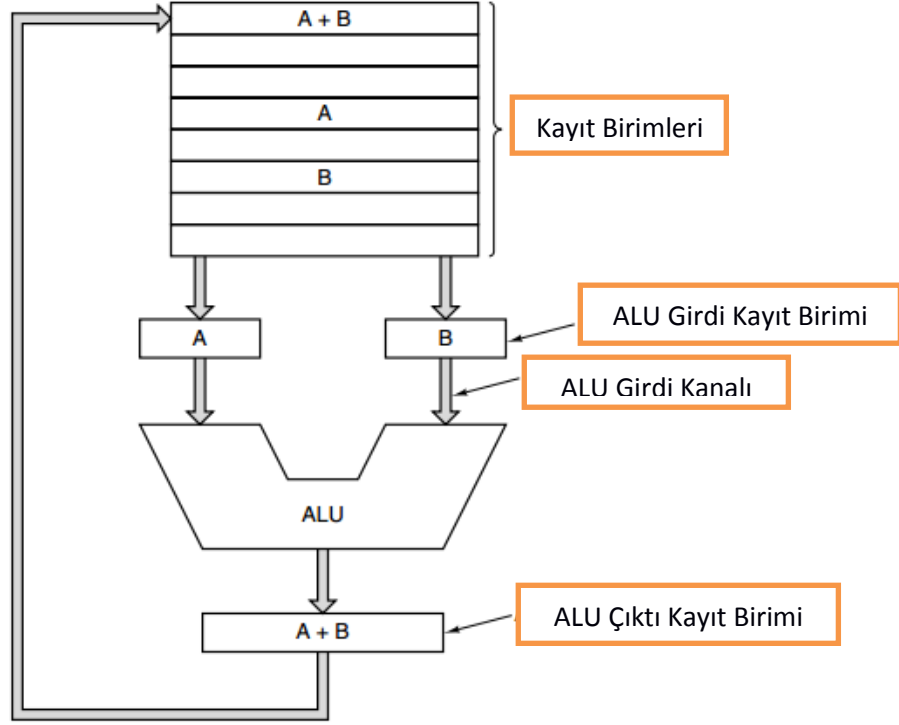 A + B
A
Kayıt Birimleri
B
ALU Girdi Kayıt Birimi
A
B
ALU Girdi Kanalı
ALU
ALU Çıktı Kayıt Birimi
A + B